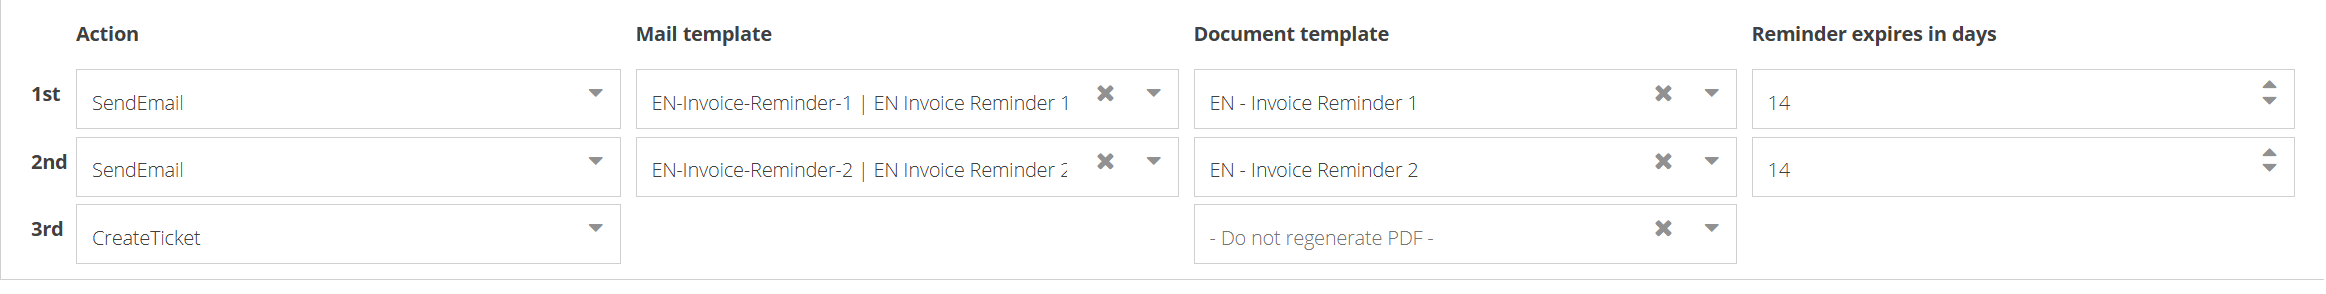 Action Mail template Document template Reminder expires in days
1st SendEmail EN-Invoice-Reminder-1 | EN Invoice Reminder 1 EN - Invoice Reminder 1 14
2nd SendEmail EN-Invoice-Reminder-2 | EN Invoice Reminder 2 EN - Invoice Reminder 2 14
3rd CreateTicket - Do not regenerate PDF -